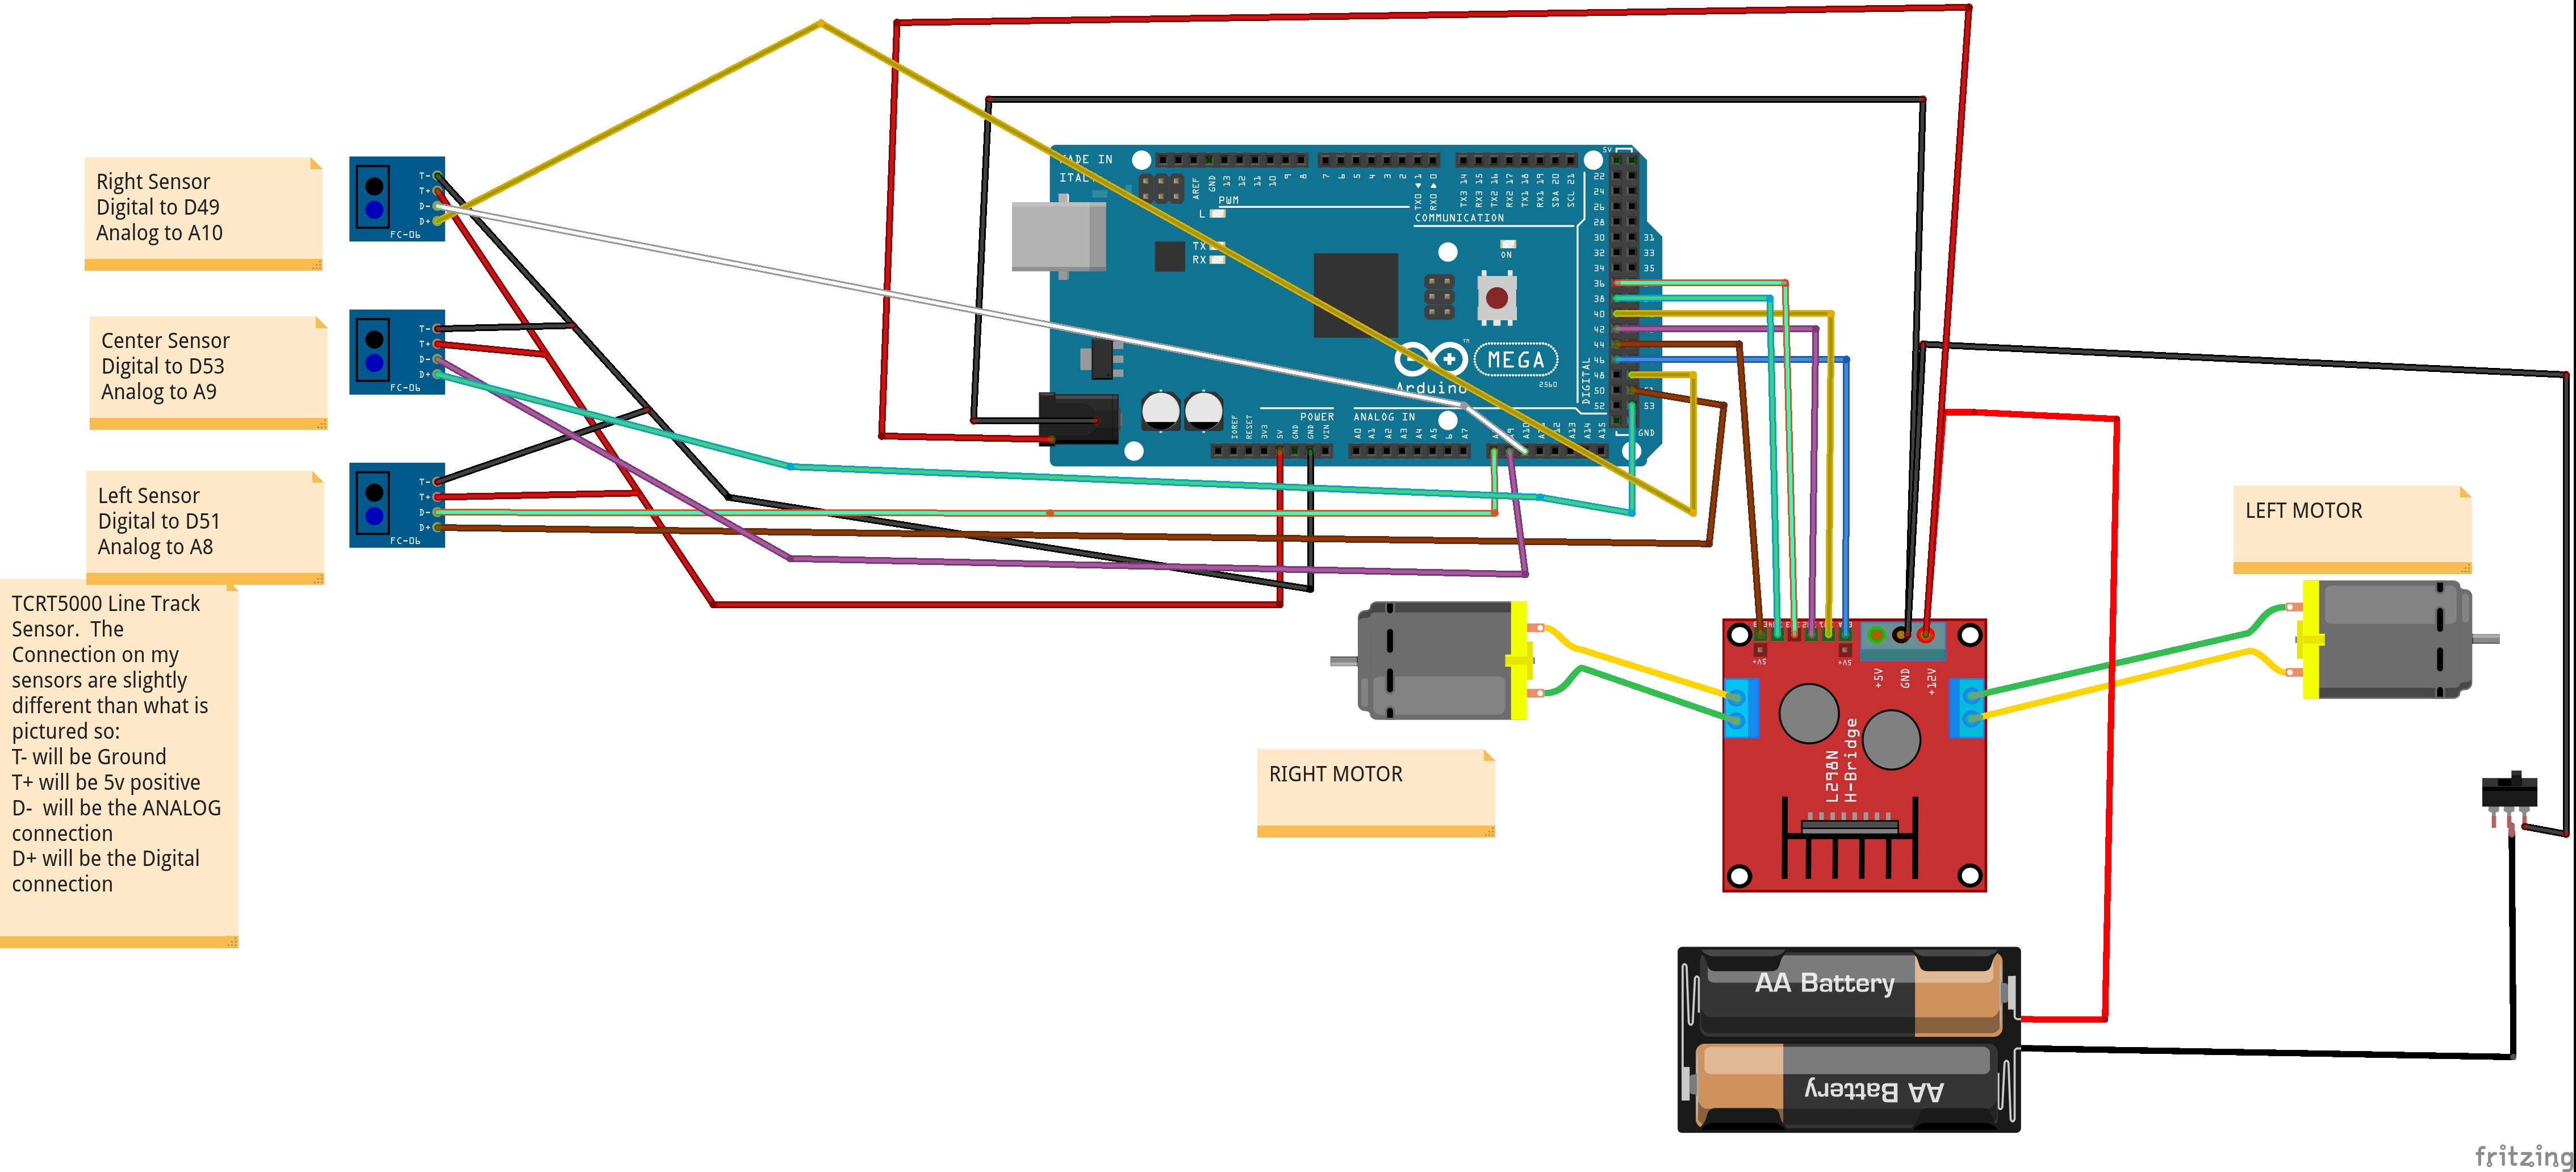 Right Sensor
Digital to D49
Analog to A10
T-
T+
D-
D+
FC-06
Center Sensor
Digital to D53
Analog to A9
T-
T+
D-
D+
FC-06
Left Sensor
Digital to D51
Analog to A8
T-
T+
D-
D+
FC-06
TCRT5000 Line Track
Sensor. The
Connection on my
sensors are slightly
different than what is
pictured so:
T- will be Ground
T+ will be 5v positive
D- will be the ANALOG
connection
D+ will be the Digital
connection
MADE IN
ITALY
AREF
GND
13
12
11
10
9
8
7
6
5
4
3
2
TX0 1
RX0 0
TX3 14
RX3 15
TX2 16
RX2 17
TX1 18
RX1 19
SDA 20
SCL 21
PWM
COMMUNICATION
L
TX
RX
ON
5V
22
24
26
28
30 31
32 33
34 35
36
38
40
42
44
46
48
50
52 53
GND
DIGITAL
MEGA
2560
TM
Arduino
POWER
ANALOG IN
IOREF
RESET
3V3
5V
GND
GND
VIN
A0
A1
A2
A3
A4
A5
A7
A10
A13
A14
A15
LEFT MOTOR
RIGHT MOTOR
+5V
+5V
+5V
GND
+12V
L298N
H-Bridge
AA Battery
AA Battery
fritzing